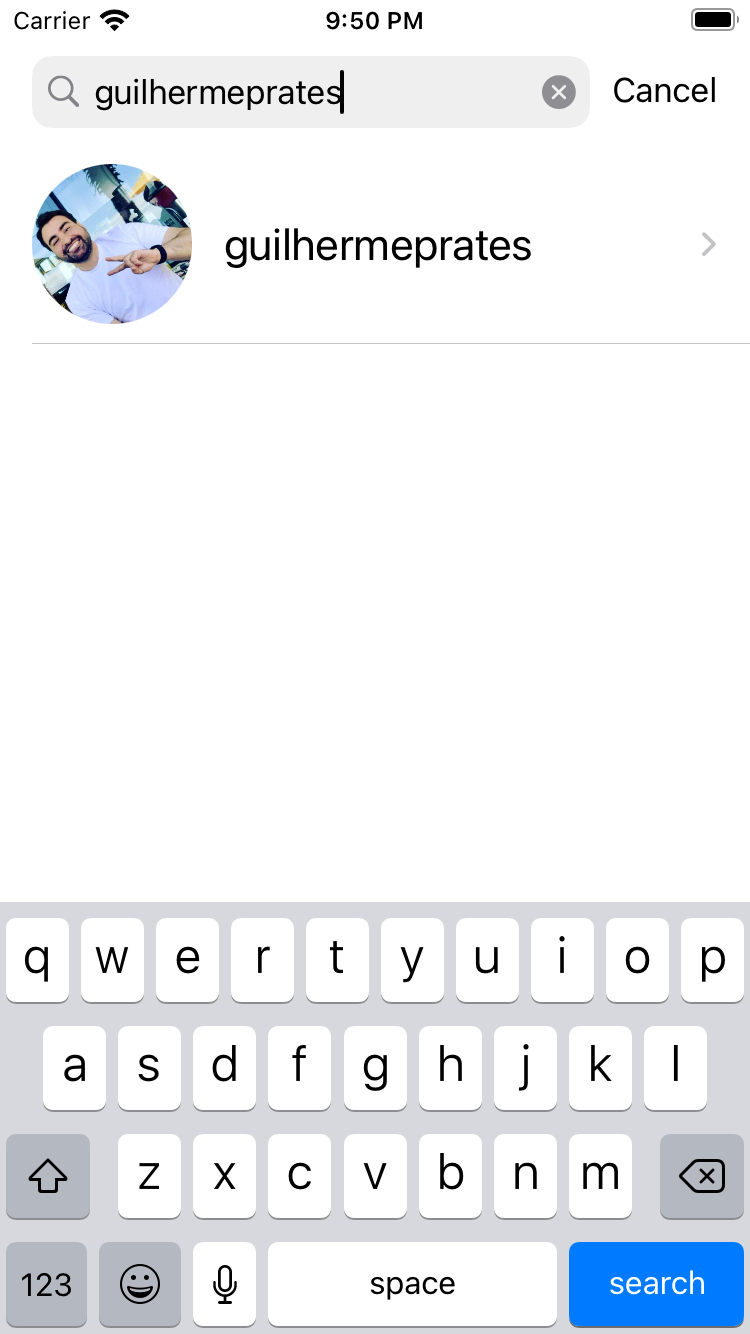 Carrier 9:50 PM
guilhermeprates Cancel
guilhermeprates
q w e r t y u i o p
a s d f g h j k l
z x c v b n m
123 space search